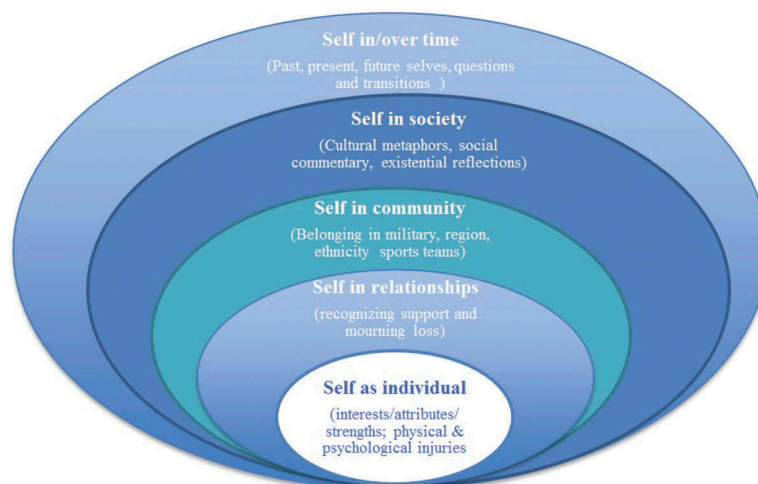 Self in/over time
(Past, present, future selves, questions
and transitions )
Self in society
(Cultural metaphors, social
commentary, existential reflections)
Self in community
(Belonging in military, region,
ethnicity sports teams)
Self in relationships
(recognizing support and
mourning loss)
Self as individual
(interests/attributes/
strengths; physical &
psychological injuries